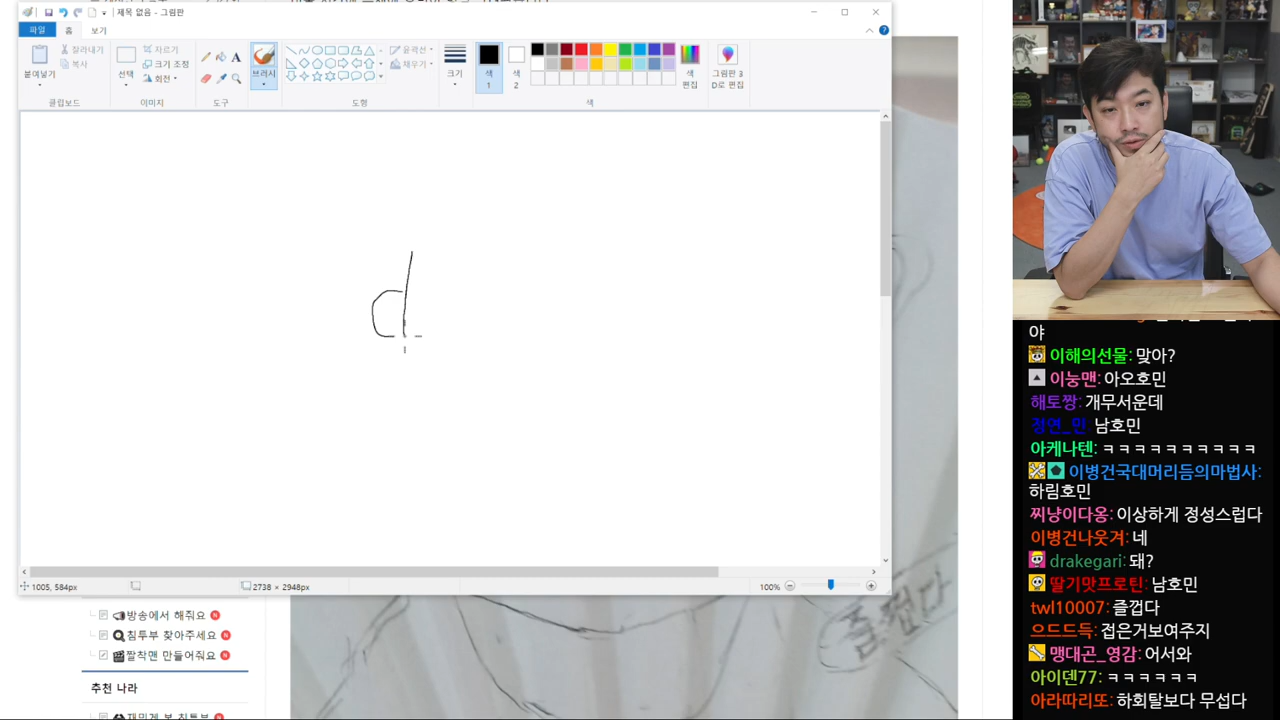 제목 없음 - 그림판
파일
홈
보기
붙여넣기
잘라내기
복사
클립보드
선택
자르기
크기 조정
회전
이미지
A
도구
브러시
윤곽선
채우기
도형
크기
색
1
색
2
색
편집
색
그림판 3
D로 편집
d
1005, 584px
2738 × 2948px
100%
방송에서 해줘요 N
침투부 찾아주세요 N
짤착맨 만들어줘요 N
추천 나라
야
이해의선물: 맞아?
이눙맨: 아오호민
해토짱: 개무서운데
정연_민: 남호민
아케나텐: ㅋㅋㅋㅋㅋㅋㅋㅋㅋㅋ
이병건국대머리듬의마법사:
하림호민
찌냥이다옹: 이상하게 정성스럽다
이병건나웃겨: 네
drakegari: 돼?
딸기맛프로틴: 남호민
twl10007: 즐겁다
으드드득: 접은거보여주지
맹대곤_영감: 어서와
아이덴77: ㅋㅋㅋㅋㅋㅋ
아라따리또: 하회탈보다 무섭다